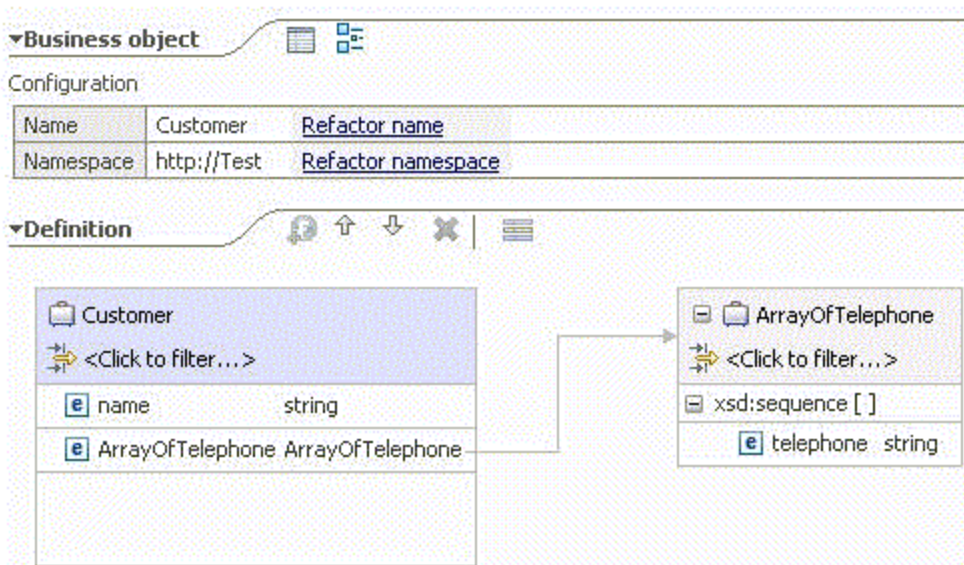 Business object
Configuration
Name Customer Refactor name
Namespace http://Test Refactor namespace
Definition
Customer
<Click to filter...>
e name string
e ArrayOfTelephone ArrayOfTelephone
ArrayOfTelephone
<Click to filter...>
xsd:sequence [ ]
e telephone string